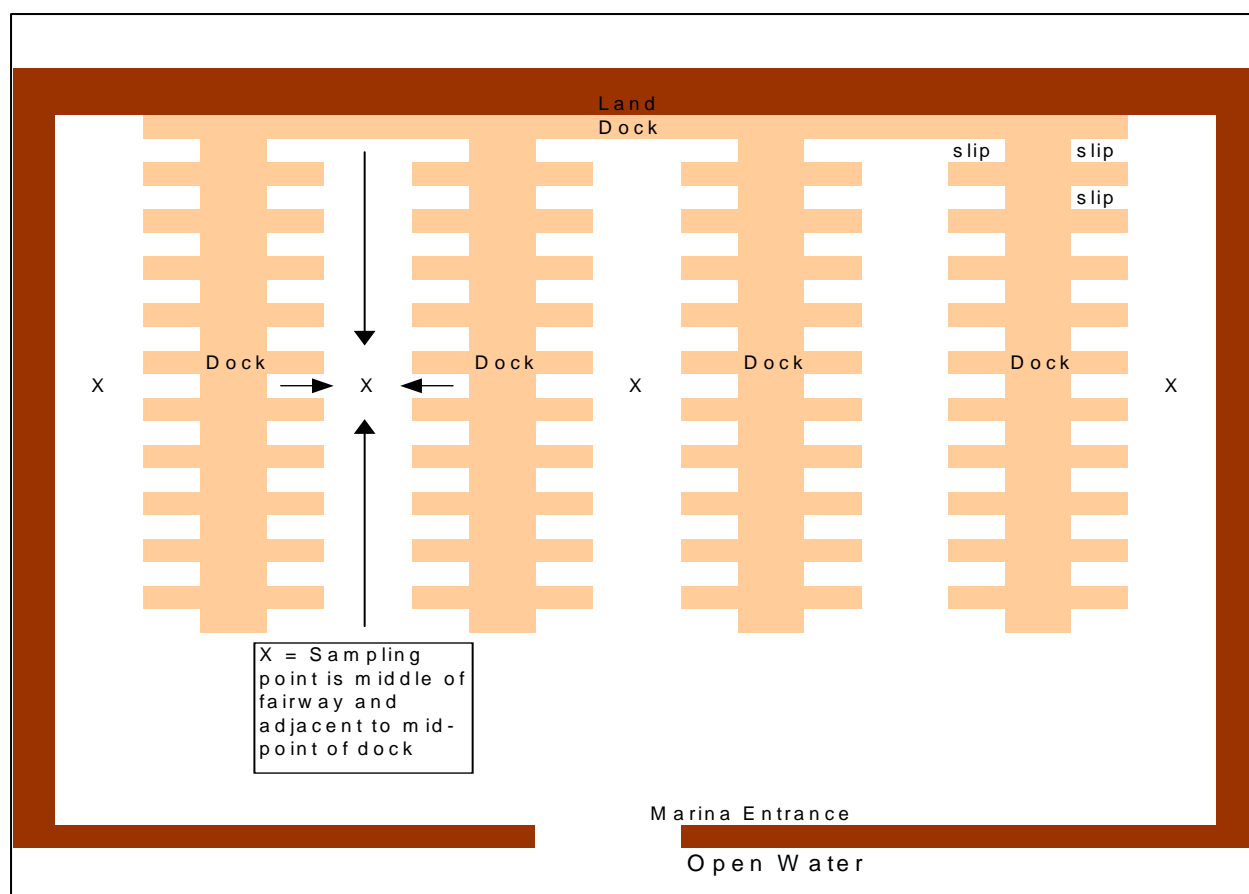 Land
Dock
slip slip
slip
Dock Dock Dock Dock
X X X X
X = Sampling
point is middle of
fairway and
adjacent to mid-
point of dock
Marina Entrance
Open Water